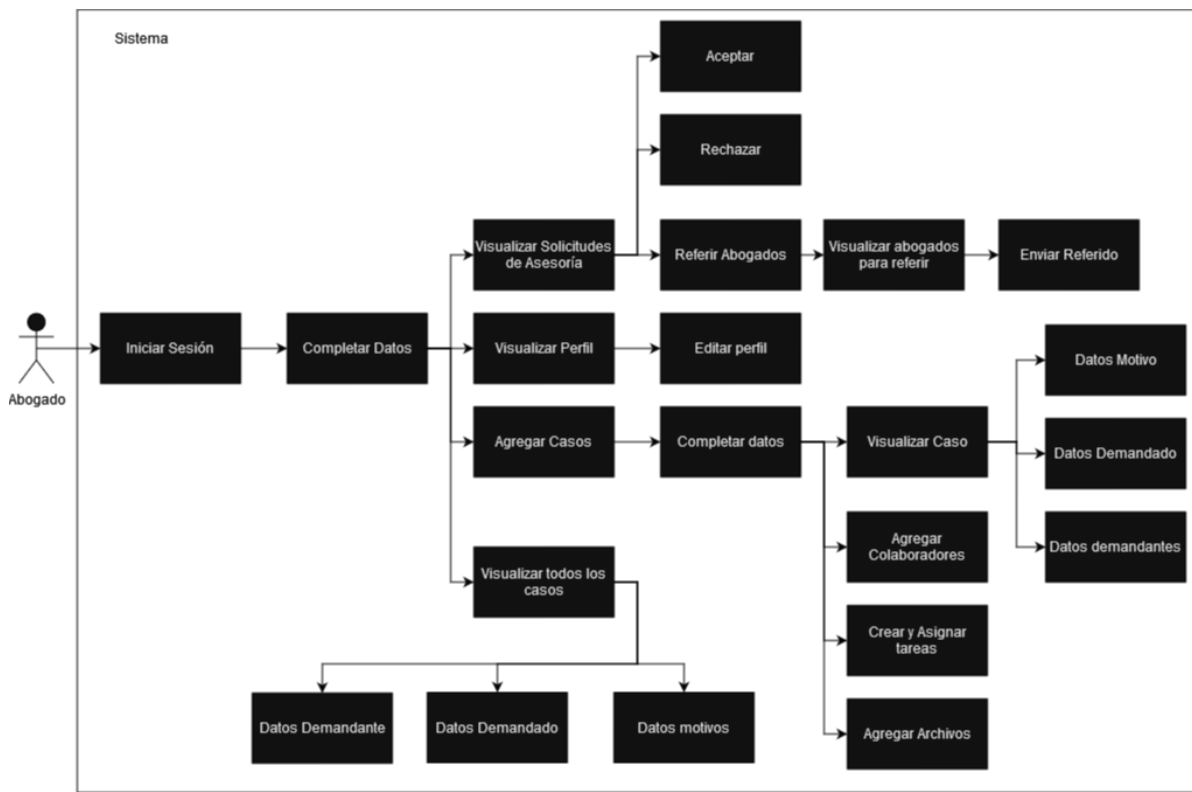 Sistema
Aceptar
Rechazar
Visualizar Solicitudes
de Asesoría
Referir Abogados
Visualizar abogados
para referir
Enviar Referido
Abogado
Iniciar Sesión
Completar Datos
Visualizar Perfil
Editar perfil
Datos Motivo
Agregar Casos
Completar datos
Visualizar Caso
Datos Demandado
Agregar
Colaboradores
Datos demandantes
Visualizar todos los
casos
Crear y Asignar
tareas
Datos Demandante
Datos Demandado
Datos motivos
Agregar Archivos